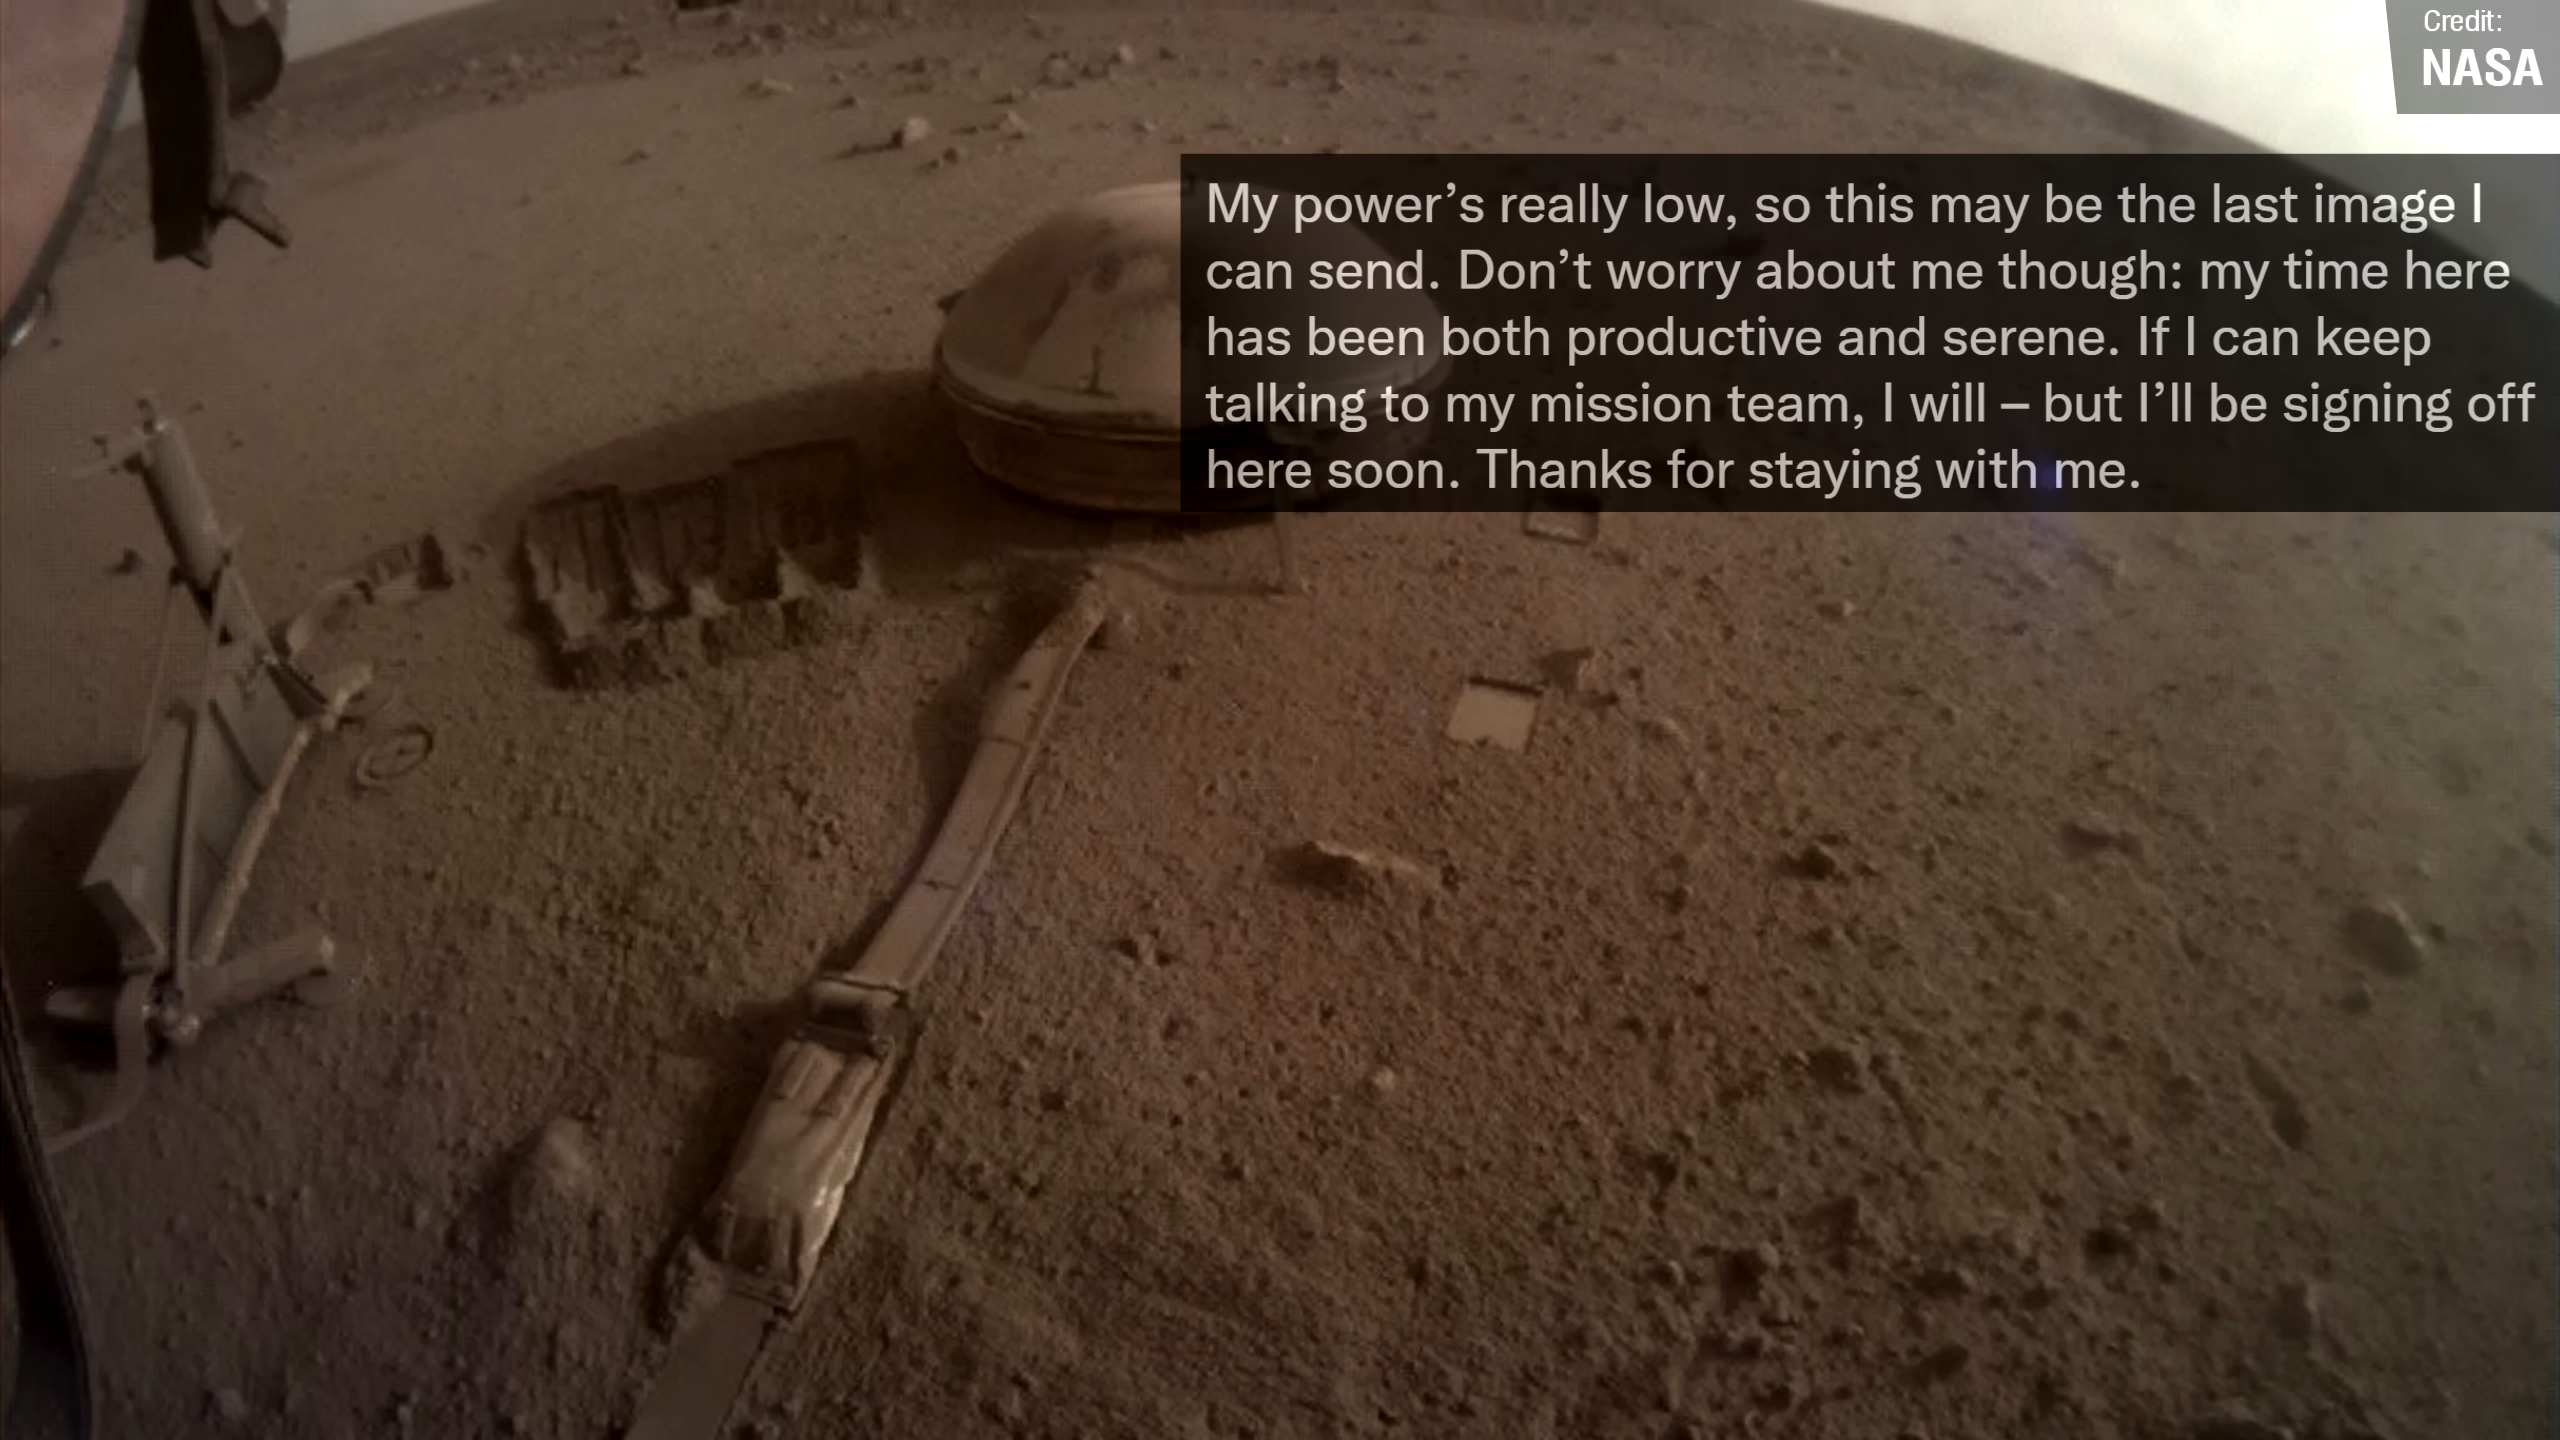 Credit:
NASA
My power’s really low, so this may be the last image I
can send. Don’t worry about me though: my time here
has been both productive and serene. If I can keep
talking to my mission team, I will – but I’ll be signing off
here soon. Thanks for staying with me.